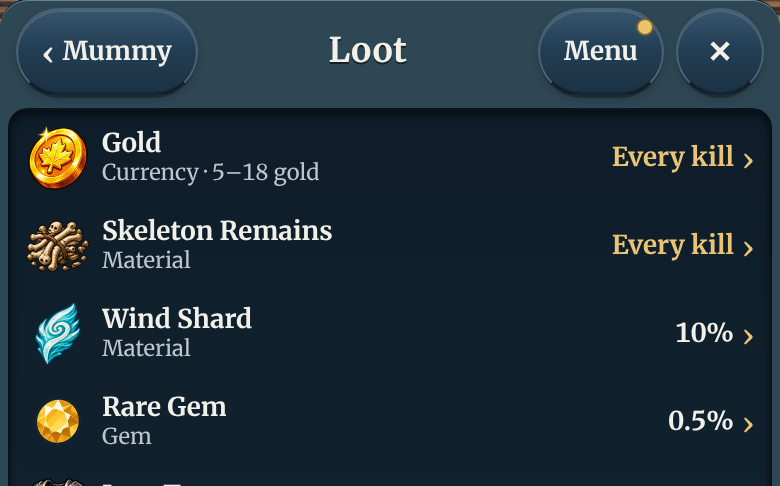 ‹ Mummy
Loot
Menu
×
Gold
Currency · 5–18 gold
Every kill ›
Skeleton Remains
Material
Every kill ›
Wind Shard
Material
10% ›
Rare Gem
Gem
0.5% ›